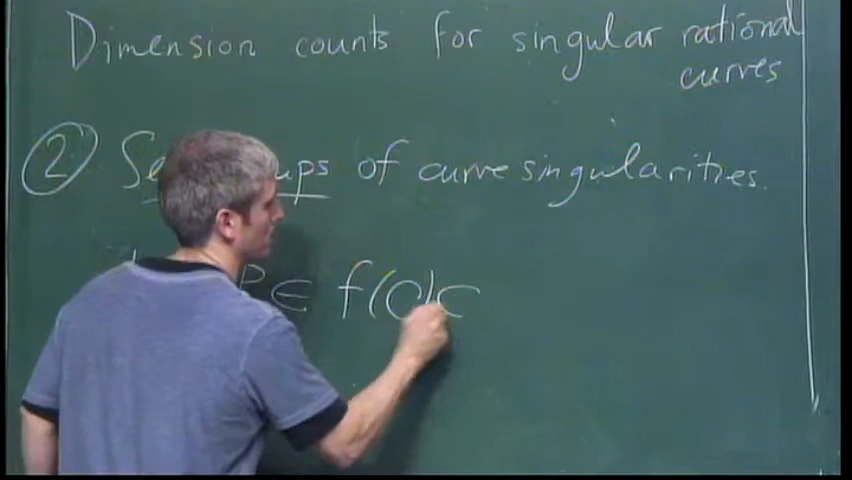 Dimension counts for singular rational
curves
② of curve singularities.
P ∈ f(C) ⊂